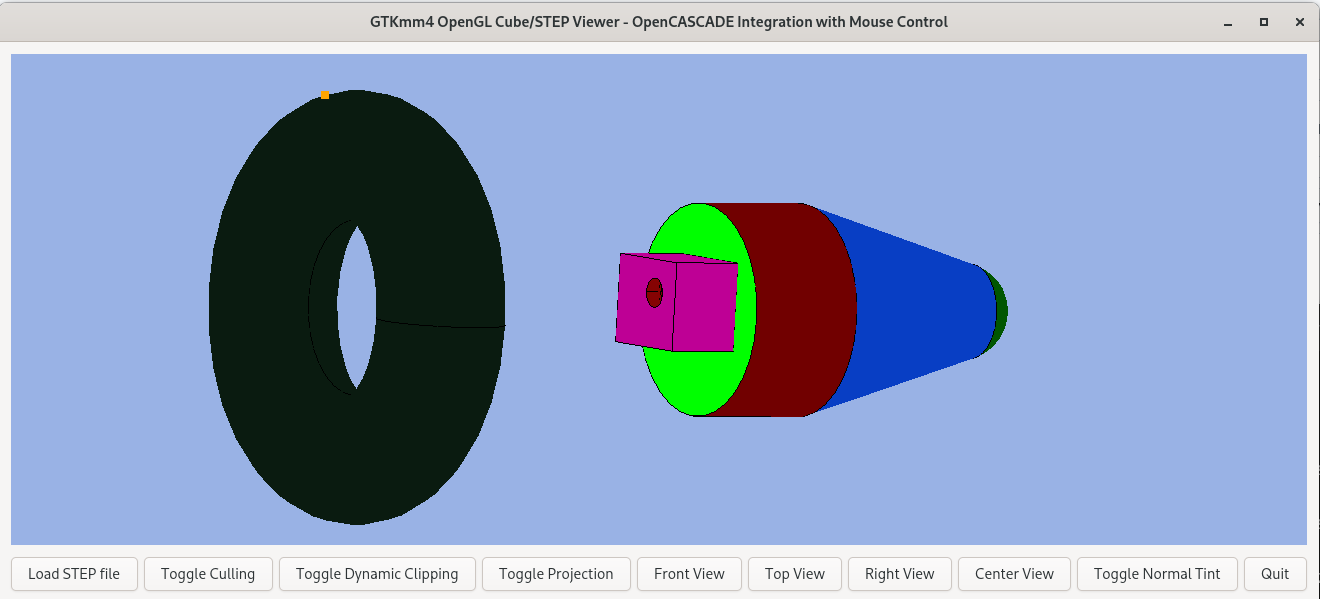 GTKmm4 OpenGL Cube/STEP Viewer - OpenCASCADE Integration with Mouse Control
Load STEP file Toggle Culling Toggle Dynamic Clipping Toggle Projection Front View Top View Right View Center View Toggle Normal Tint Quit